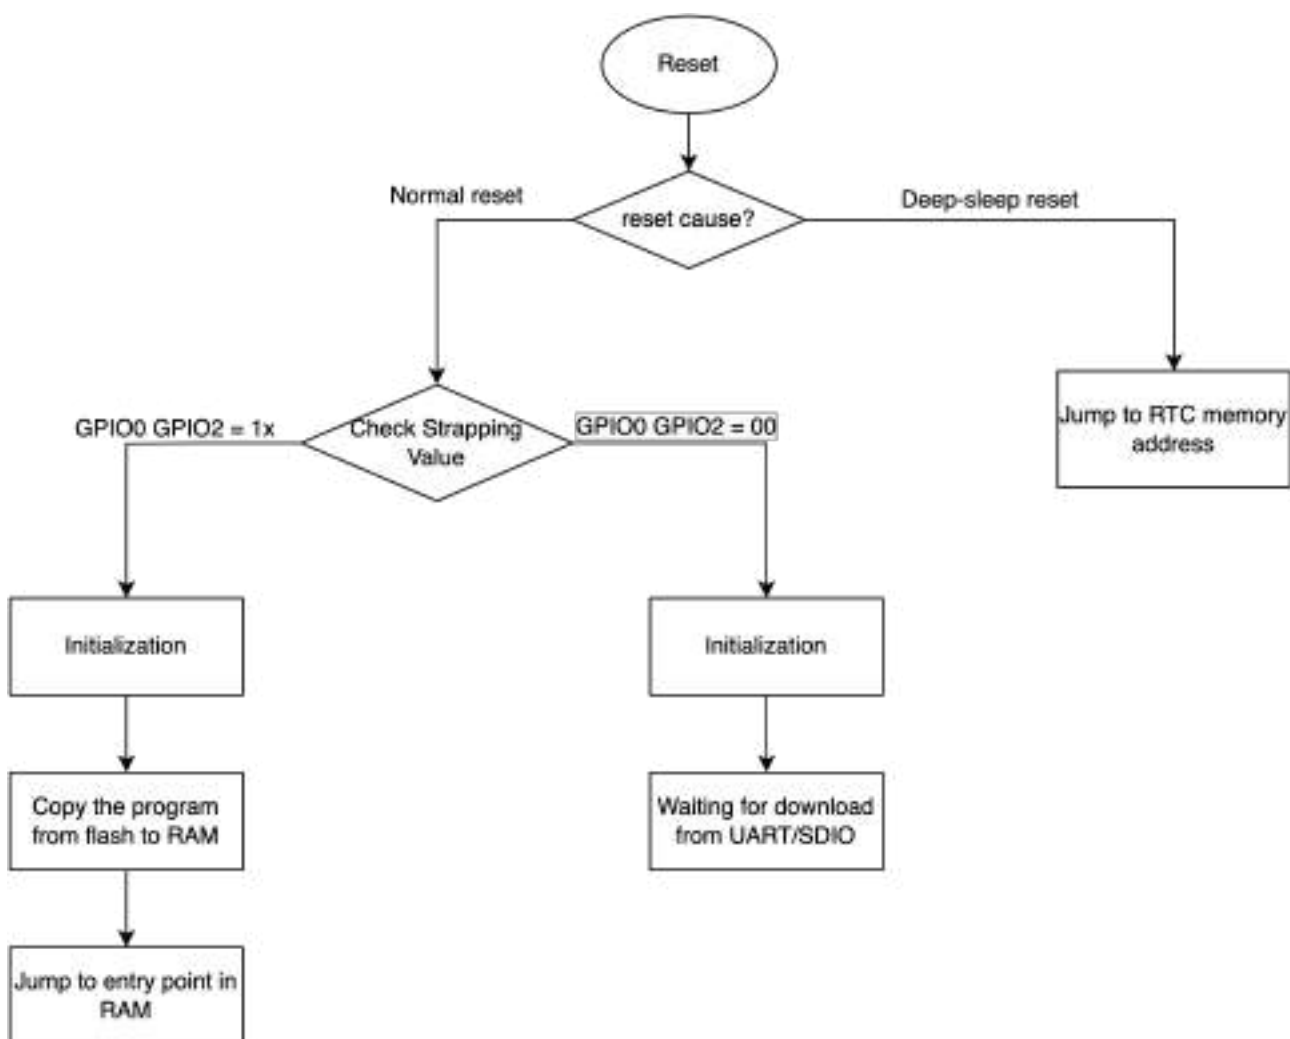 Reset
Normal reset
reset cause?
Deep-sleep reset
GPIO0 GPIO2 = 1x
Check Strapping
Value
GPIO0 GPIO2 = 00
Jump to RTC memory
address
Initialization
Initialization
Copy the program
from flash to RAM
Waiting for download
from UART/SDIO
Jump to entry point in
RAM